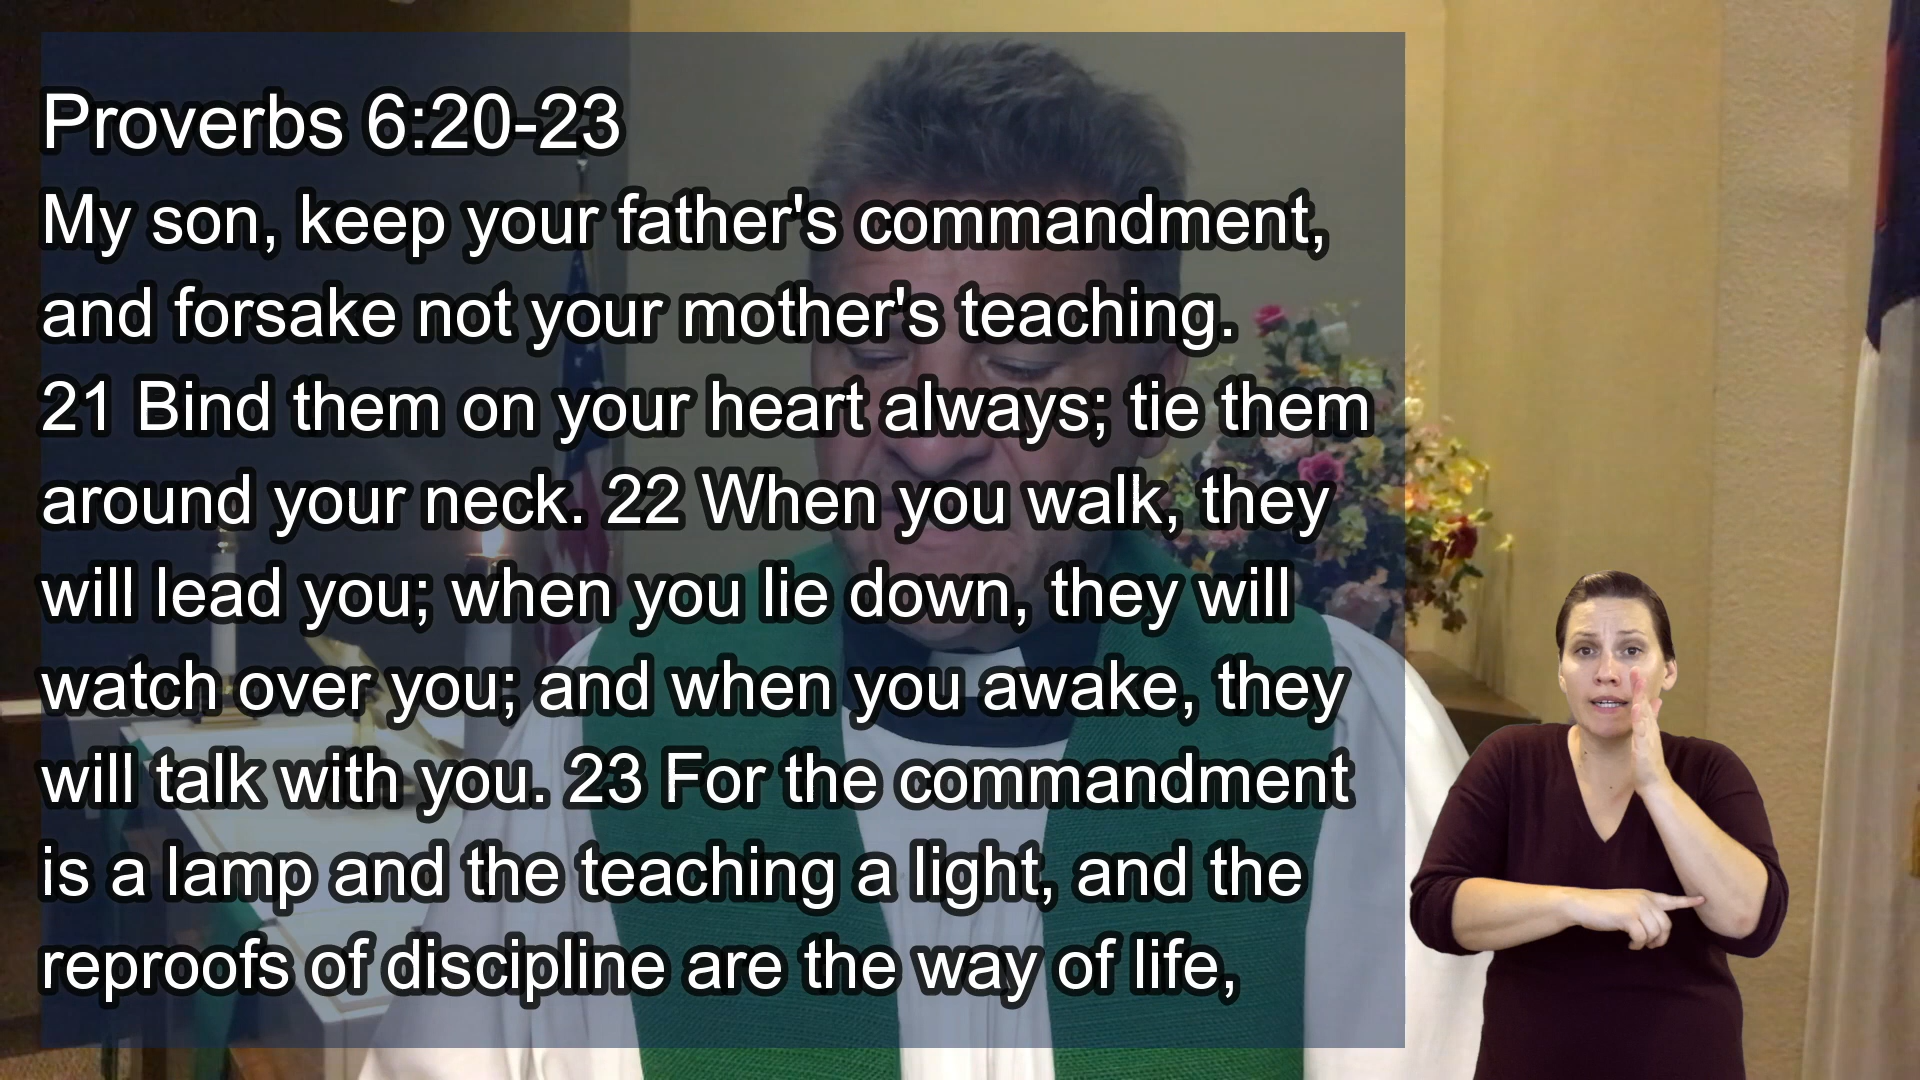 Proverbs 6:20-23
My son, keep your father's commandment,
and forsake not your mother's teaching.
21 Bind them on your heart always; tie them
around your neck. 22 When you walk, they
will lead you; when you lie down, they will
watch over you; and when you awake, they
will talk with you. 23 For the commandment
is a lamp and the teaching a light, and the
reproofs of discipline are the way of life,